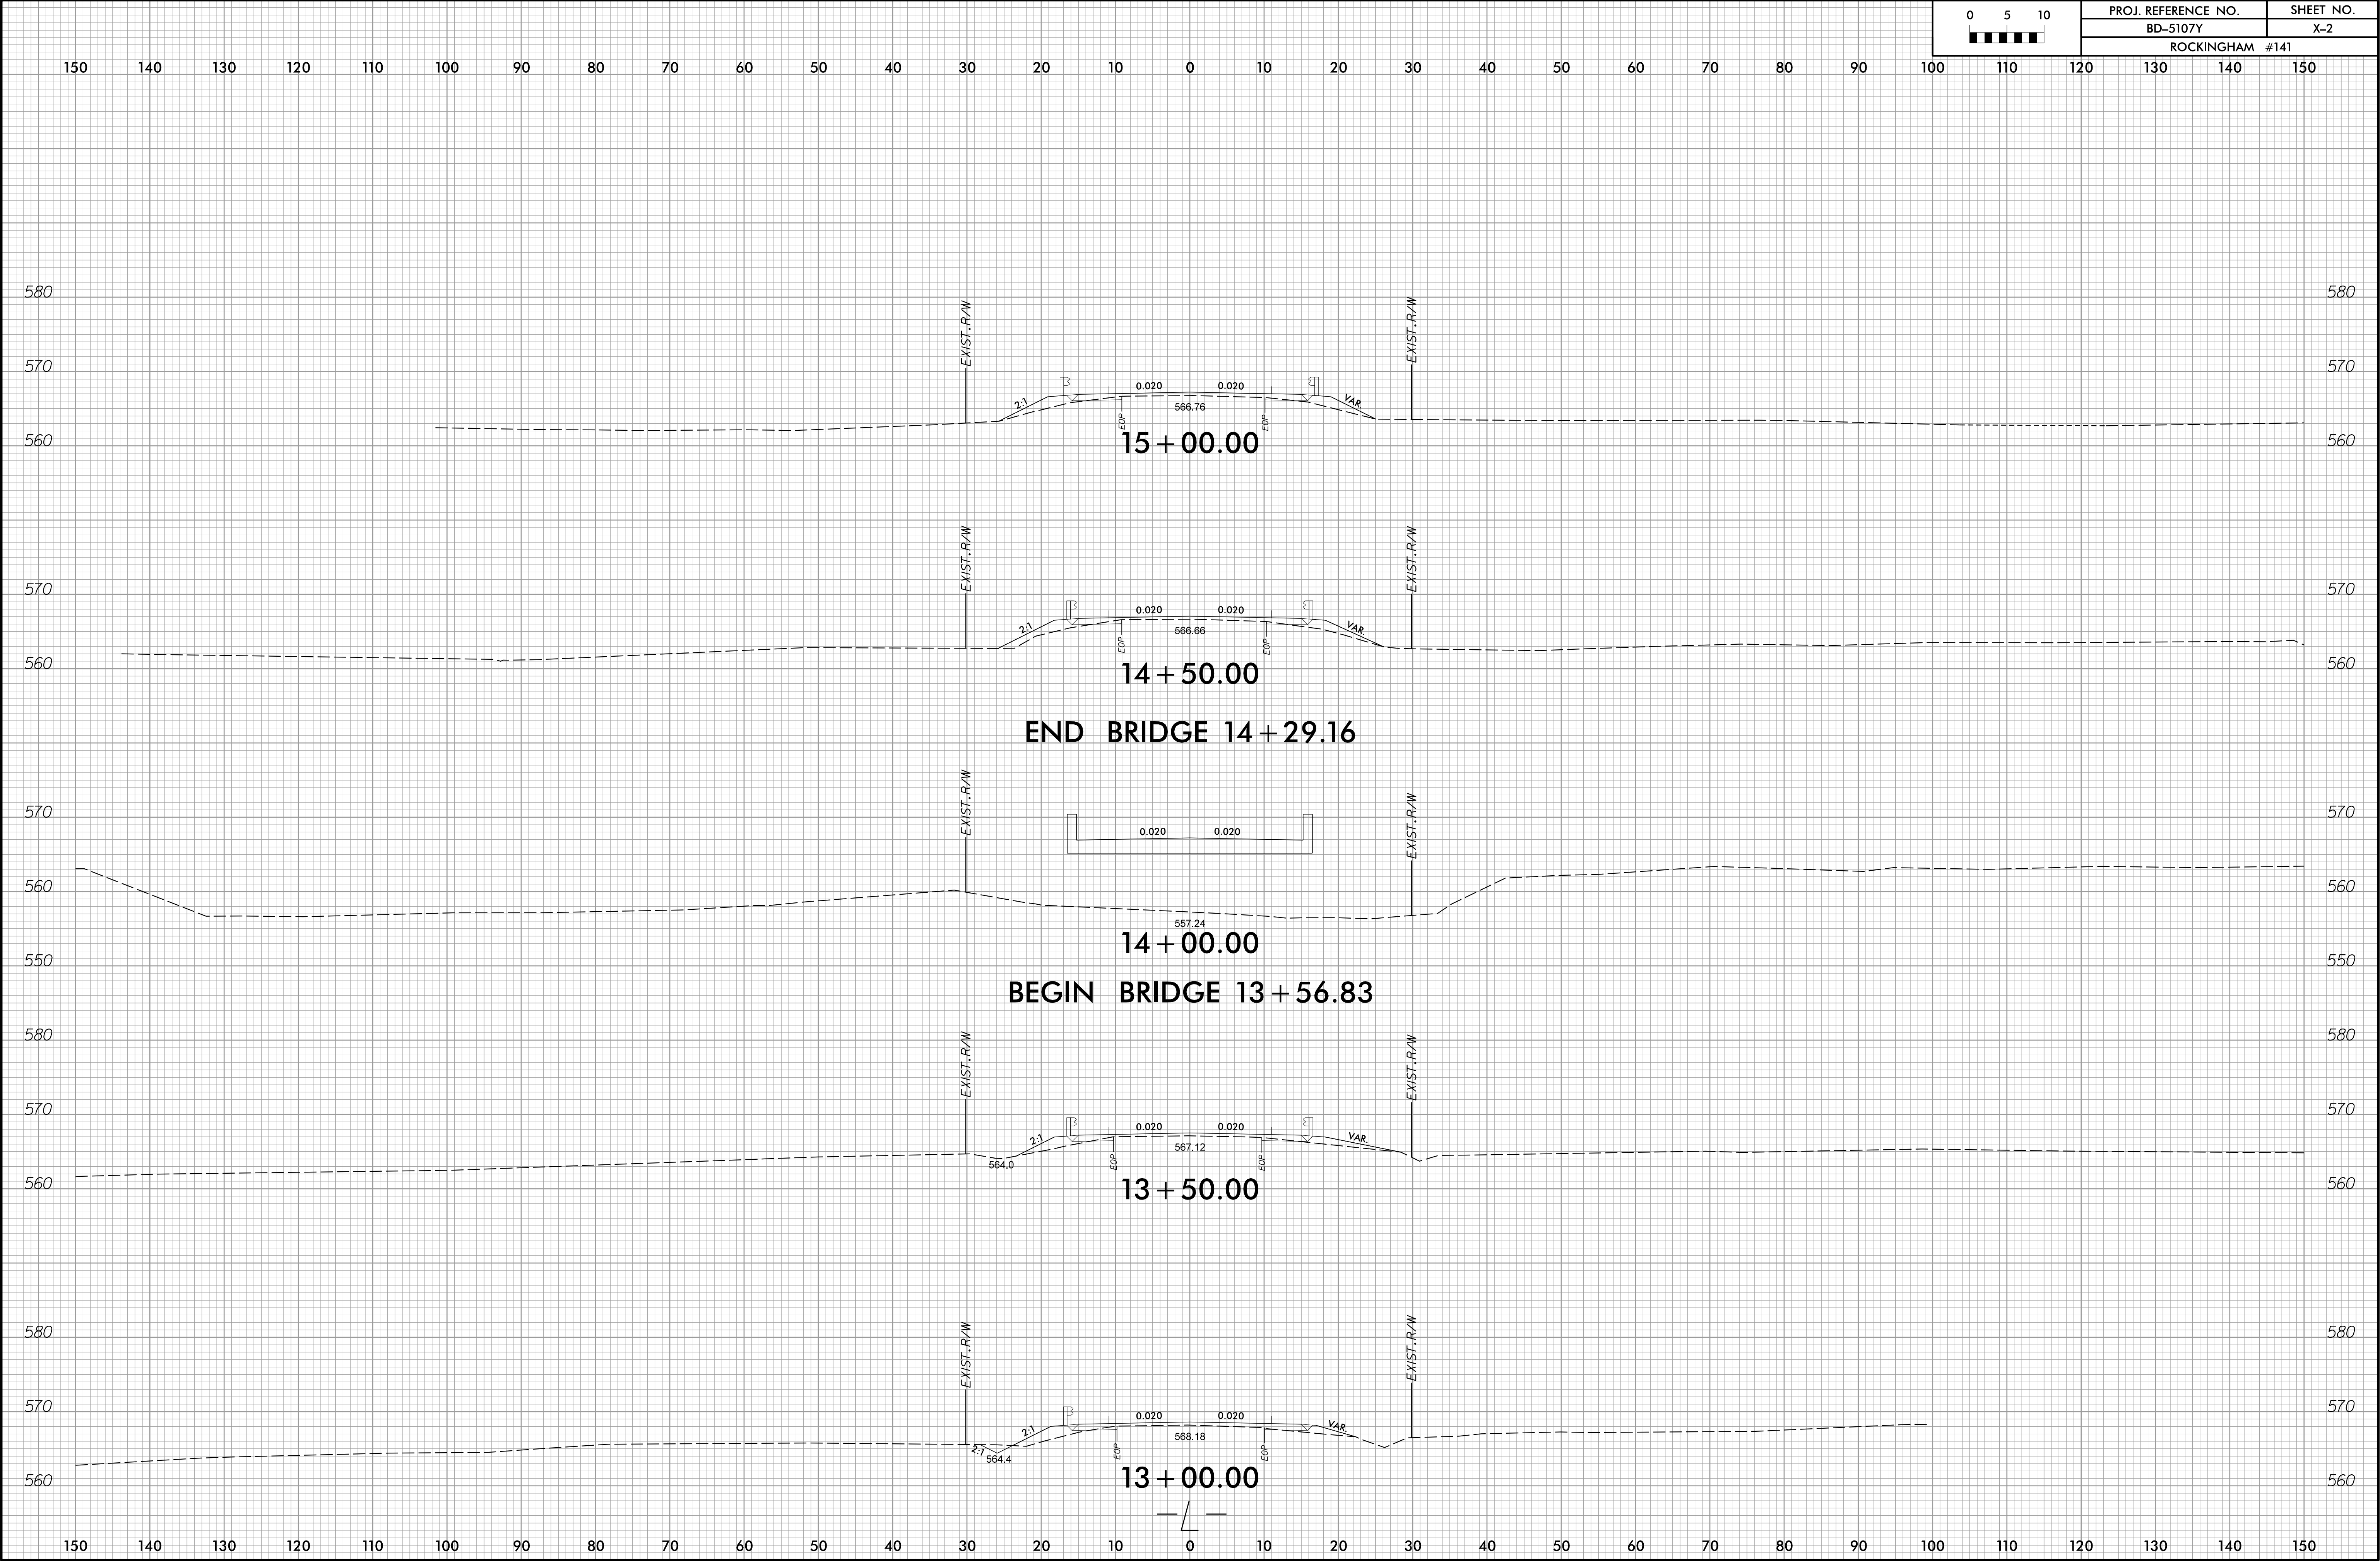 0 5 10
PROJ. REFERENCE NO. SHEET NO.
BD–5107Y X–2
ROCKINGHAM #141
150 140 130 120 110 100 90 80 70 60 50 40 30 20 10 0 10 20 30 40 50 60 70 80 90 100 110 120 130 140 150
580 580
EXIST.R/W EXIST.R/W
570 570
0.020 0.020
2:1 VAR.
566.76
EOP EOP
560 560
15+00.00
EXIST.R/W EXIST.R/W
570 570
0.020 0.020
2:1 VAR.
566.66
EOP EOP
560 560
14+50.00
END BRIDGE 14+29.16
EXIST.R/W EXIST.R/W
570 570
0.020 0.020
560 560
557.24
14+00.00
550 550
BEGIN BRIDGE 13+56.83
580 580
EXIST.R/W EXIST.R/W
570 570
0.020 0.020
2:1 VAR.
567.12
564.0 EOP EOP
560 560
13+50.00
580 580
EXIST.R/W EXIST.R/W
570 570
0.020 0.020
2:1 VAR.
568.18
2:1 EOP EOP
564.4
13+00.00
560 560
–L–
150 140 130 120 110 100 90 80 70 60 50 40 30 20 10 0 10 20 30 40 50 60 70 80 90 100 110 120 130 140 150